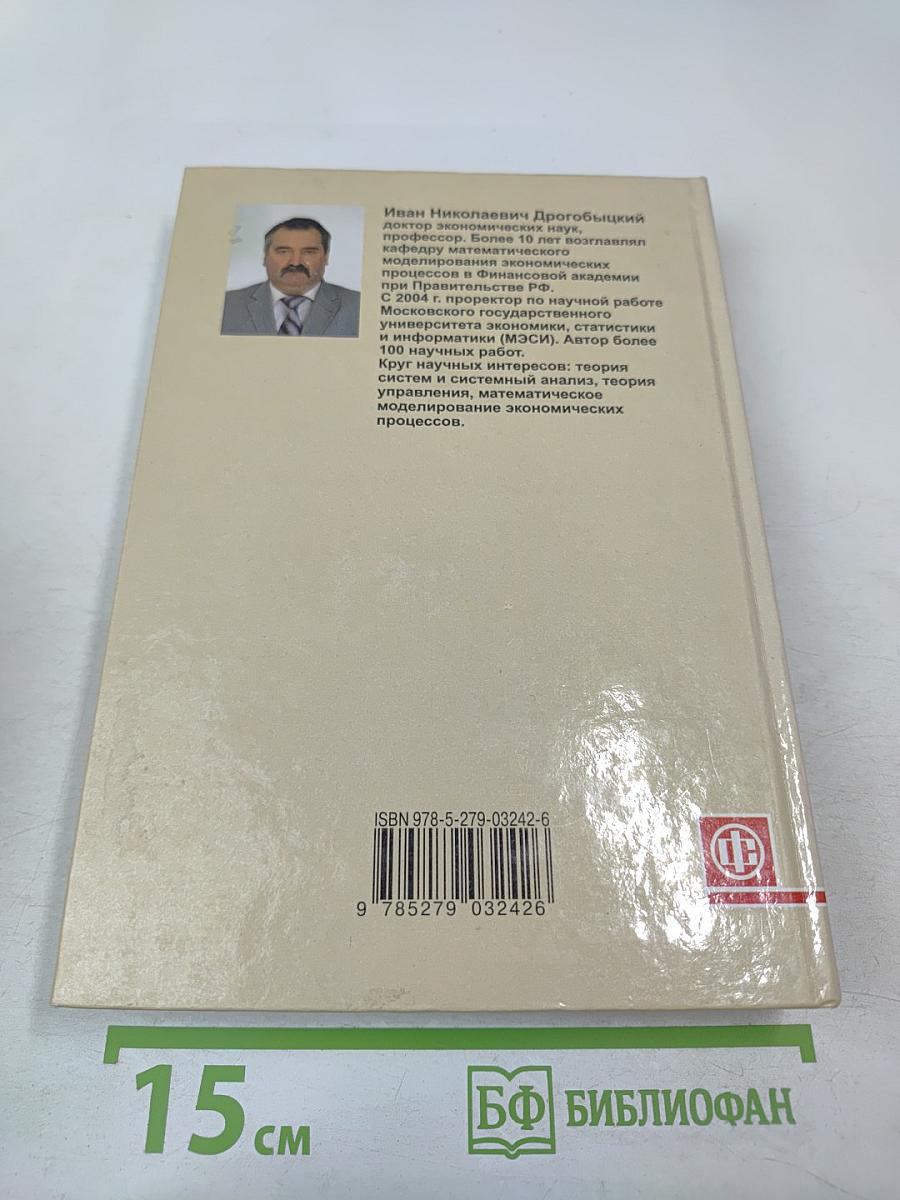 Иван Николаевич Дрогобыцкий
доктор экономических наук,
профессор. Более 10 лет возглавлял
кафедру математического
моделирования экономических
процессов в Финансовой академии
при Правительстве РФ.
С 2004 г. проректор по научной работе
Московского государственного
университета экономики, статистики
и информатики (МЭСИ). Автор более
100 научных работ.
Круг научных интересов: теория
систем и системный анализ, теория
управления, математическое
моделирование экономических
процессов.
ISBN 978-5-279-03242-6
9 785279 032426
ФС
15 см
БФ БИБЛИОФАН